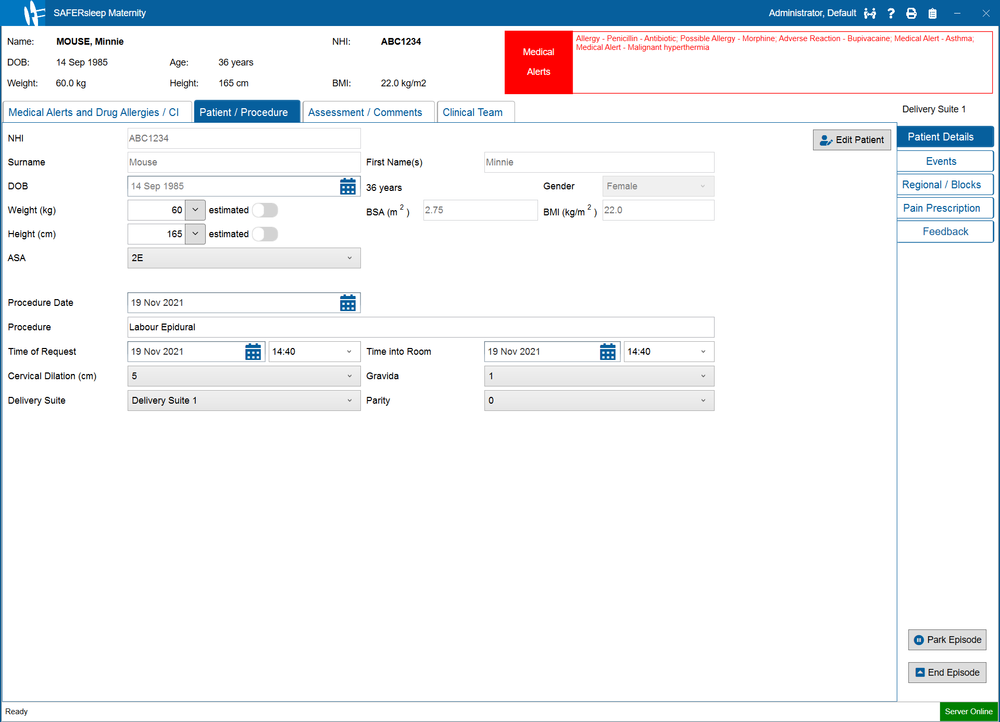 SAFERsleep Maternity
Administrator, Default
Name: MOUSE, Minnie NHI: ABC1234
DOB: 14 Sep 1985 Age: 36 years
Weight: 60.0 kg Height: 165 cm BMI: 22.0 kg/m2
Medical
Alerts
Allergy - Penicillin - Antibiotic; Possible Allergy - Morphine; Adverse Reaction - Bupivacaine; Medical Alert - Asthma;
Medical Alert - Malignant hyperthermia
Medical Alerts and Drug Allergies / CI
Patient / Procedure
Assessment / Comments
Clinical Team
Delivery Suite 1
NHI ABC1234
Edit Patient
Surname Mouse First Name(s) Minnie
DOB 14 Sep 1985 36 years Gender Female
Weight (kg) 60 estimated BSA (m 2 ) 2.75 BMI (kg/m 2 ) 22.0
Height (cm) 165 estimated
ASA 2E
Procedure Date 19 Nov 2021
Procedure Labour Epidural
Time of Request 19 Nov 2021 14:40 Time into Room 19 Nov 2021 14:40
Cervical Dilation (cm) 5 Gravida 1
Delivery Suite Delivery Suite 1 Parity 0
Patient Details
Events
Regional / Blocks
Pain Prescription
Feedback
Park Episode
End Episode
Ready
Server Online